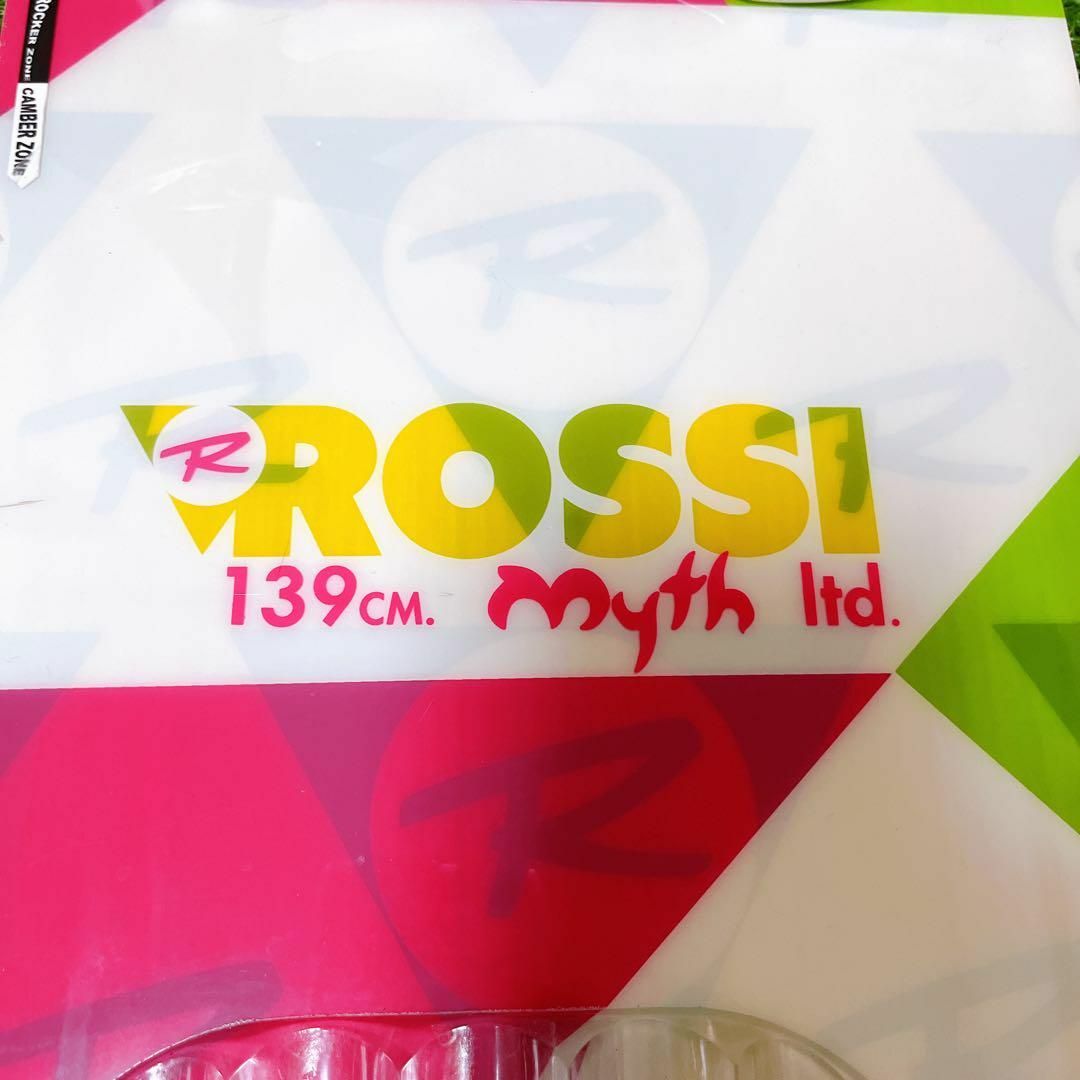 ROCKER ZONE CAMBER ZONE
R
R
R ROSSI
139CM. myth ltd.
R